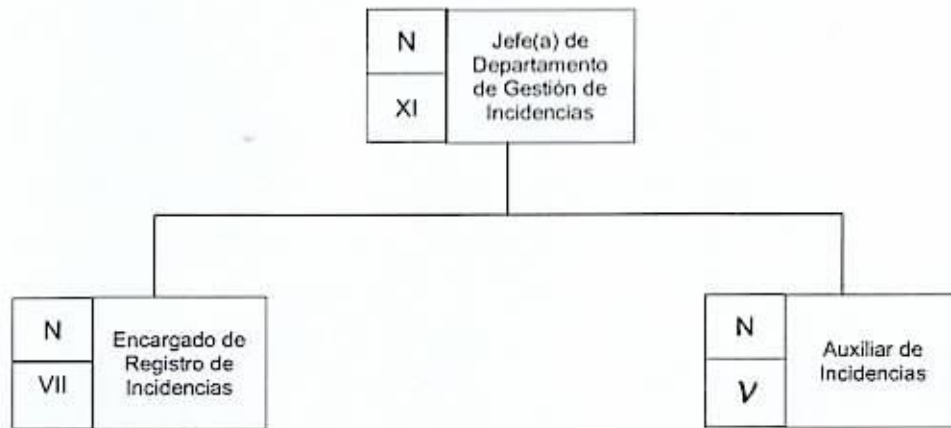 N
XI
Jefe(a) de
Departamento
de Gestión de
Incidencias
N
VII
Encargado de
Registro de
Incidencias
N
V
Auxiliar de
Incidencias